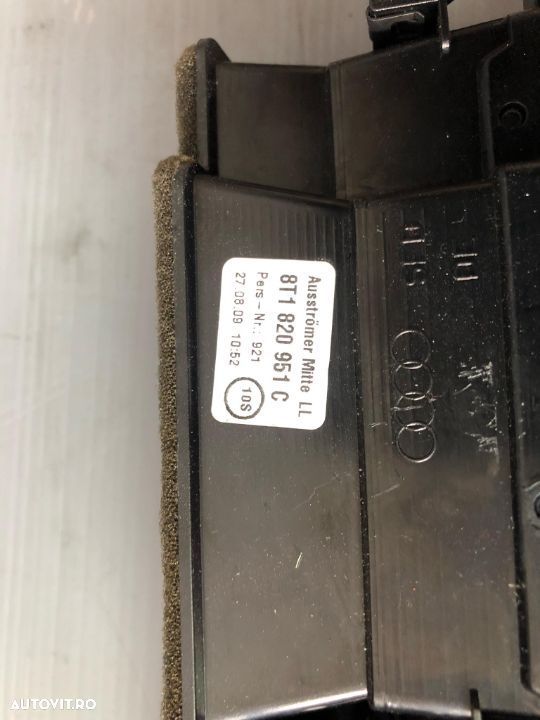 Ausströmer Mitte LL
8T1 820 951 C
Pers-Nr.: 921
27.08.09 10:52
10S
AUTOVIT.RO